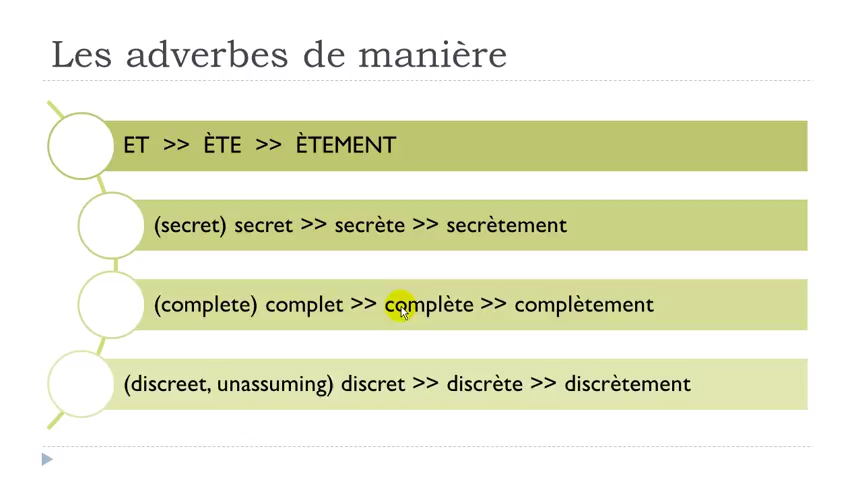 Les adverbes de manière
ET >> ÈTE >> ÈTEMENT
(secret) secret >> secrète >> secrètement
(complete) complet >> complète >> complètement
(discreet, unassuming) discret >> discrète >> discrètement